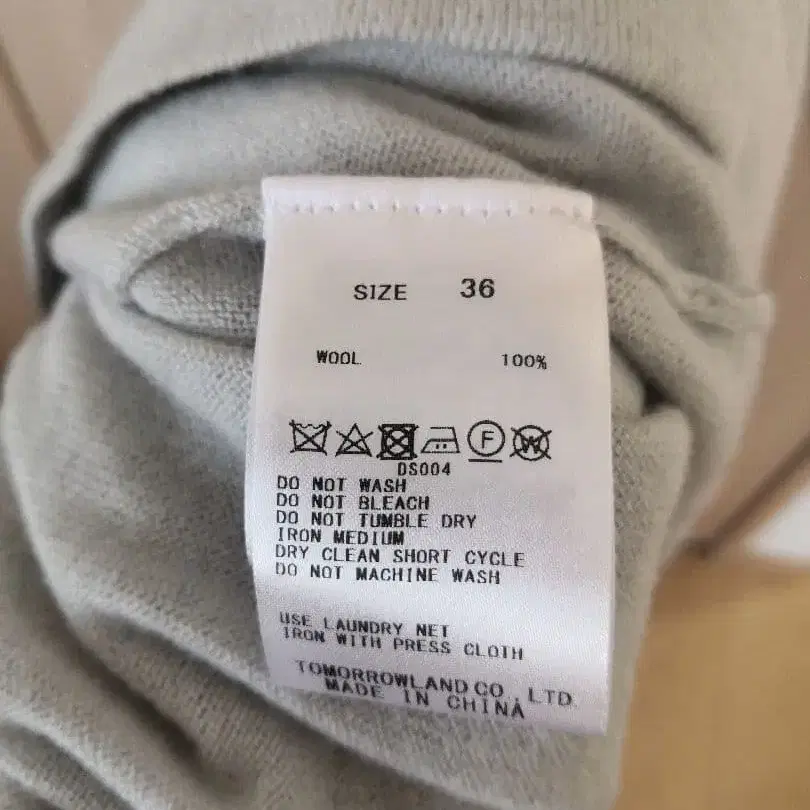 SIZE 36
WOOL 100%
F W
DS004
DO NOT WASH
DO NOT BLEACH
DO NOT TUMBLE DRY
IRON MEDIUM
DRY CLEAN SHORT CYCLE
DO NOT MACHINE WASH
USE LAUNDRY NET
IRON WITH PRESS CLOTH
TOMORROWLAND CO., LTD.
MADE IN CHINA